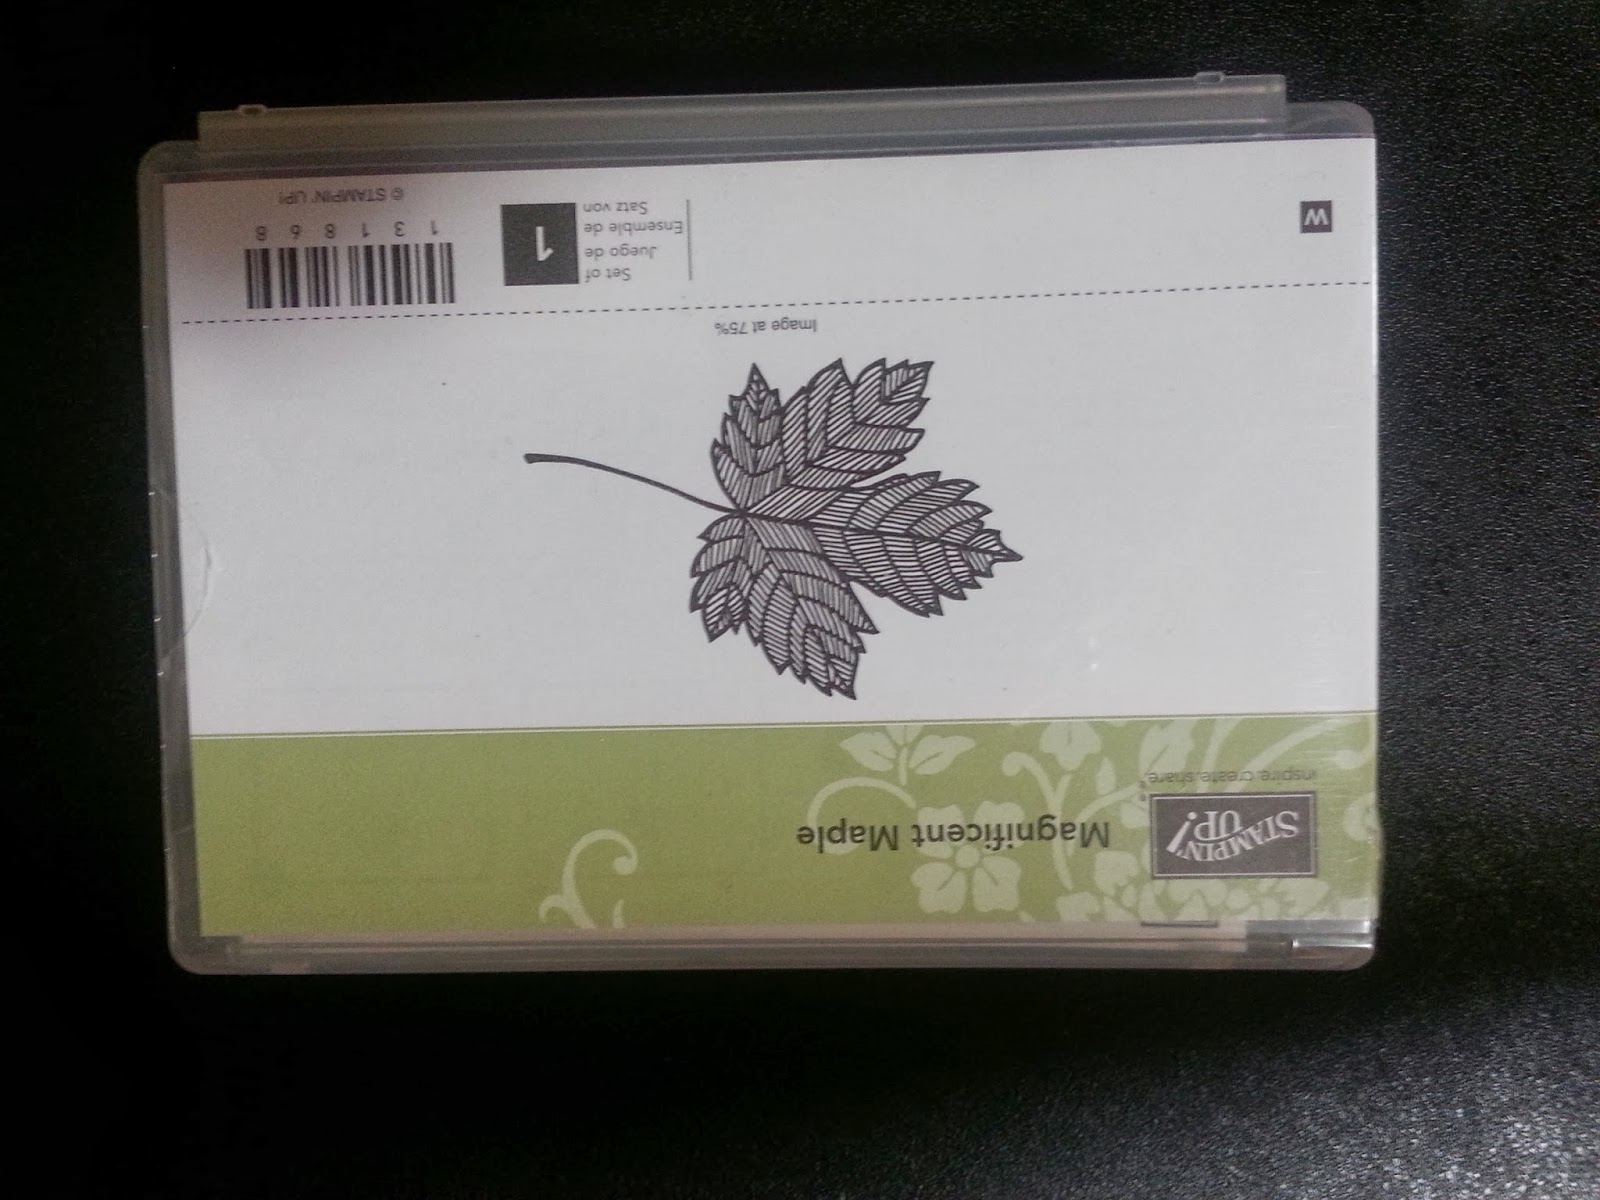 STAMPIN'
UP!
inspire. create. share.
Magnificent Maple
Image at 75%
W
Set of
Juego de
Ensemble de
Satz von
1
1 3 1 8 6 8
© STAMPIN' UP!